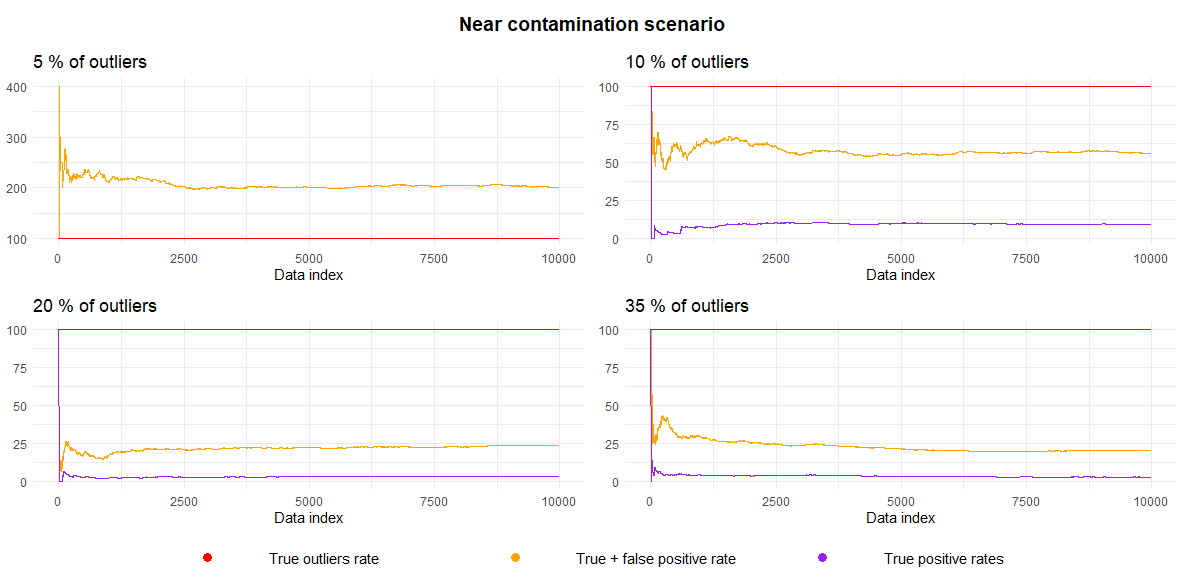 Near contamination scenario
5 % of outliers
400
300
200
100
0 2500 5000 7500 10000
Data index
10 % of outliers
100
75
50
25
0
0 2500 5000 7500 10000
Data index
20 % of outliers
100
75
50
25
0
0 2500 5000 7500 10000
Data index
35 % of outliers
100
75
50
25
0
0 2500 5000 7500 10000
Data index
True outliers rate
True + false positive rate
True positive rates